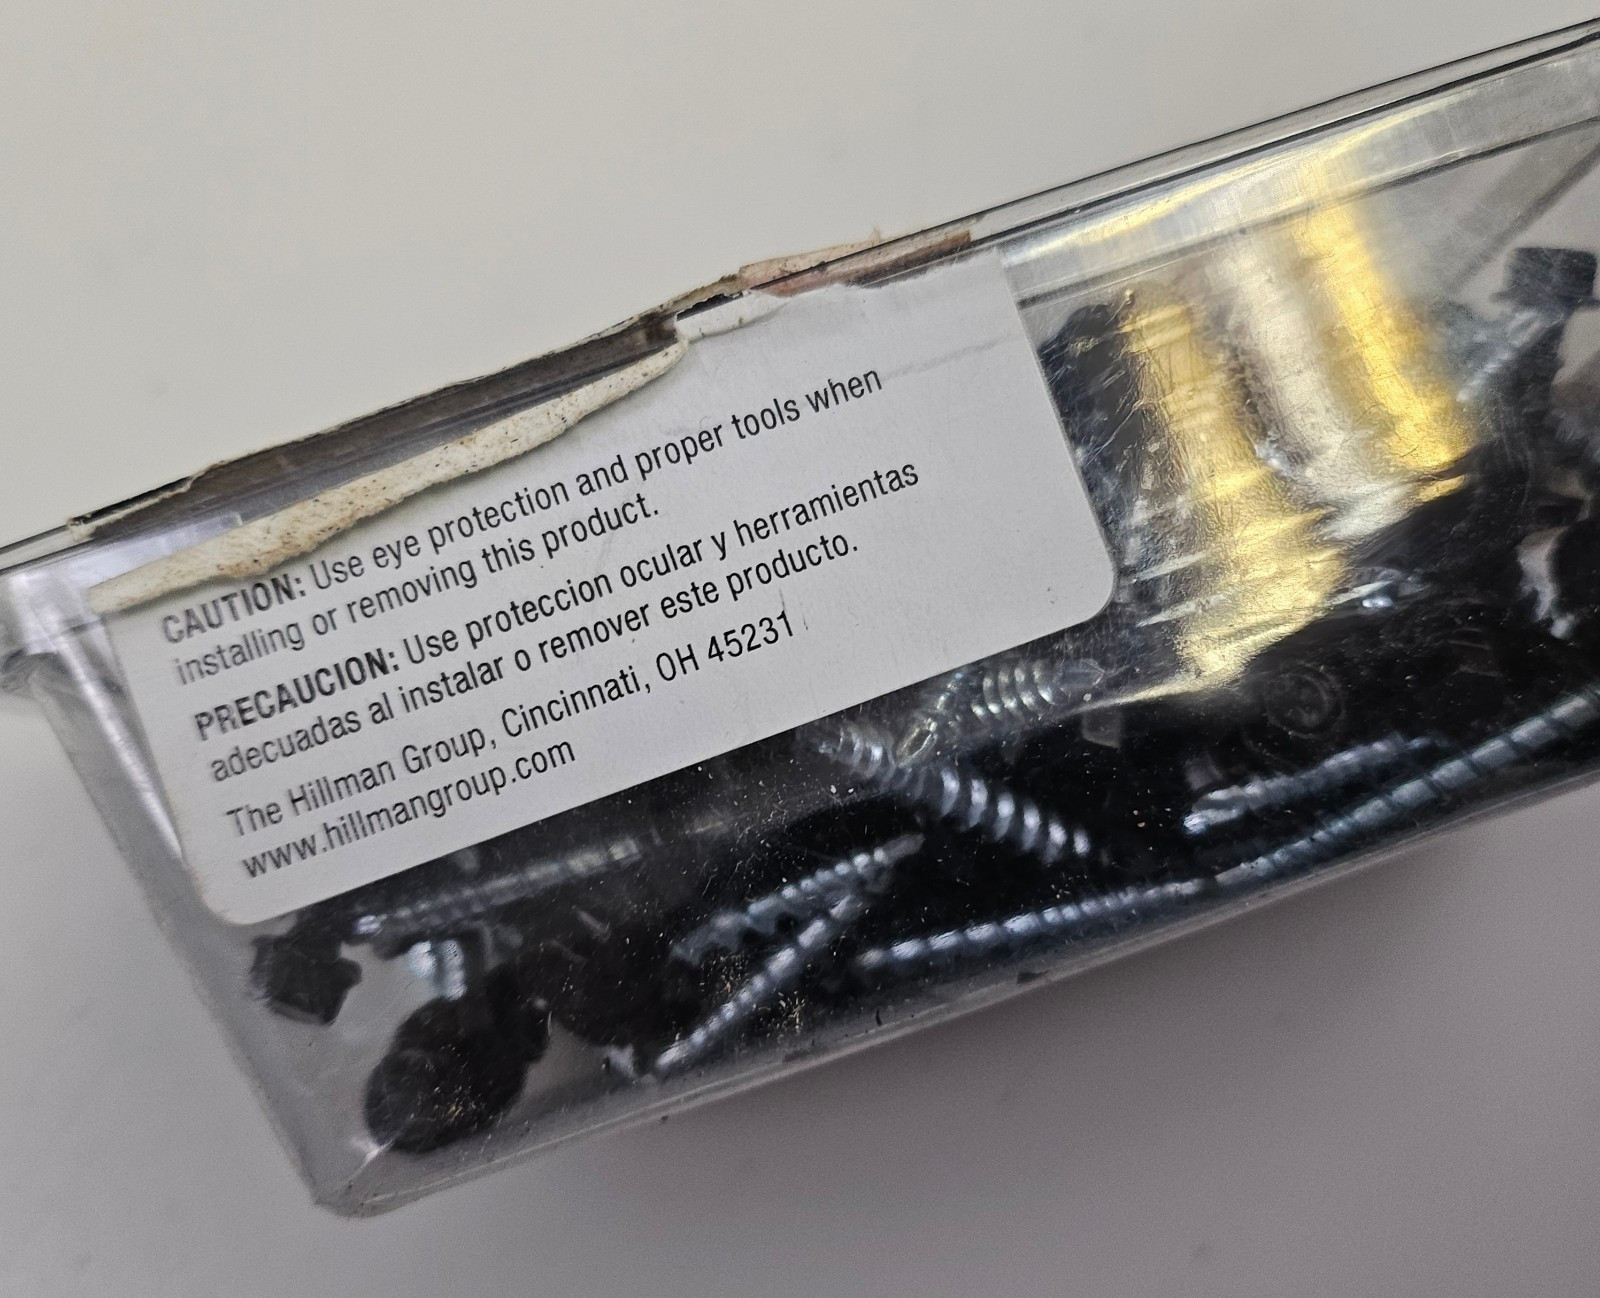 CAUTION: Use eye protection and proper tools when
installing or removing this product.
PRECAUCION: Use proteccion ocular y herramientas
adecuadas al instalar o remover este producto.
The Hillman Group, Cincinnati, OH 45231
www.hillmangroup.com